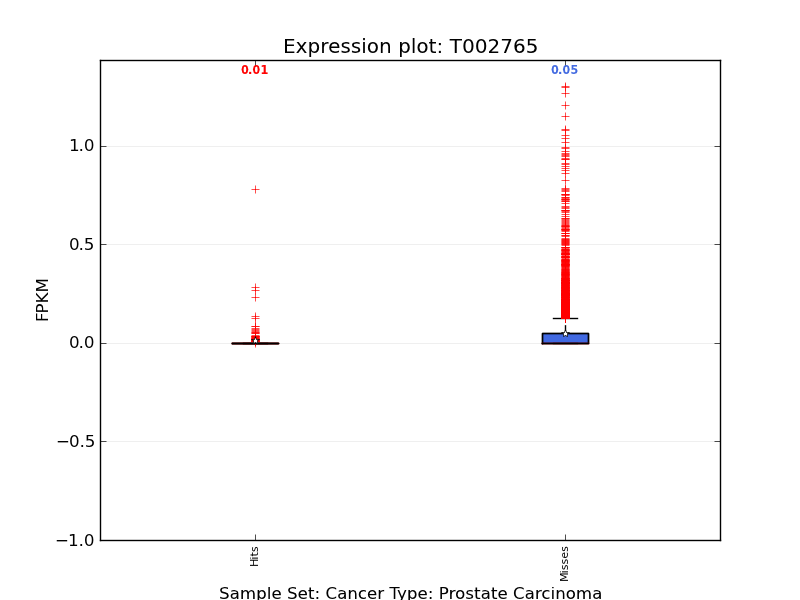 Expression plot: T002765
0.01
0.05
1.0
0.5
0.0
−0.5
−1.0
FPKM
Hits
Misses
Sample Set: Cancer Type: Prostate Carcinoma